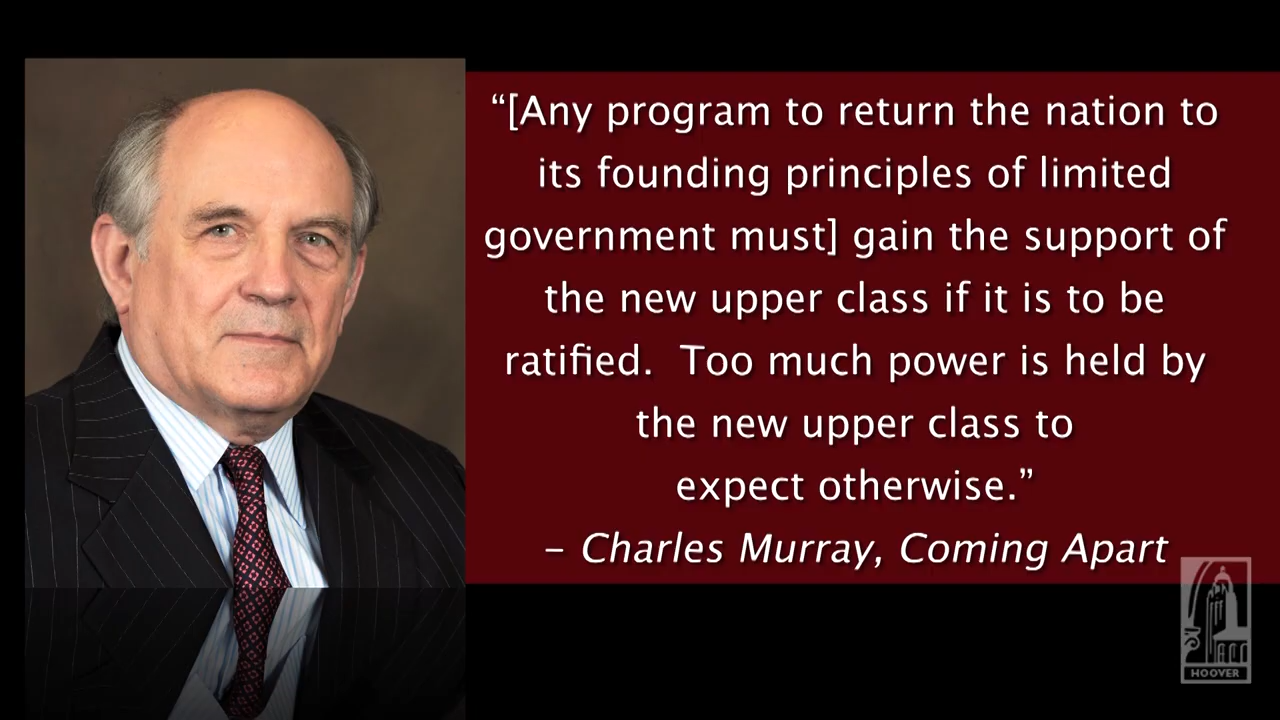 “[Any program to return the nation to
its founding principles of limited
government must] gain the support of
the new upper class if it is to be
ratified.  Too much power is held by
the new upper class to
expect otherwise.”
– Charles Murray, Coming Apart
HOOVER